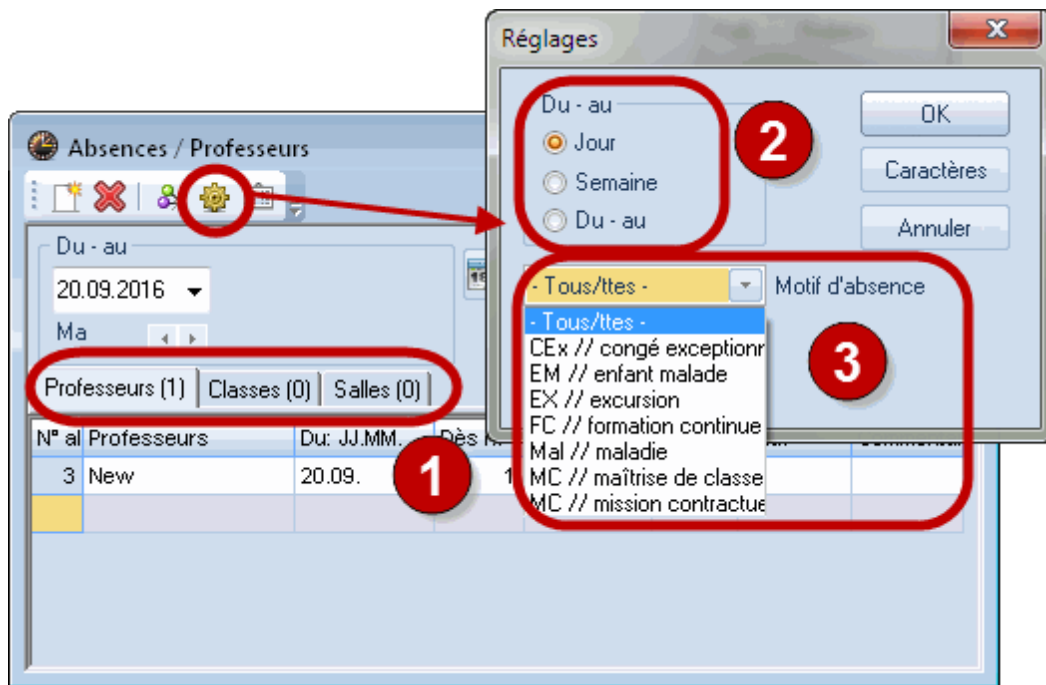 Réglages
Du - au
Jour
Semaine
Du - au
OK
Caractères
Annuler
2
- Tous/ttes -
Motif d'absence
- Tous/ttes -
CEx // congé exceptionr
EM // enfant malade
EX // excursion
FC // formation continue
Mal // maladie
MC // maîtrise de classe
MC // mission contractue
3
Absences / Professeurs
Du - au
20.09.2016
Ma
Professeurs (1) Classes (0) Salles (0)
N° al Professeurs Du: JJ.MM. Dès
3 New 20.09. 1
1